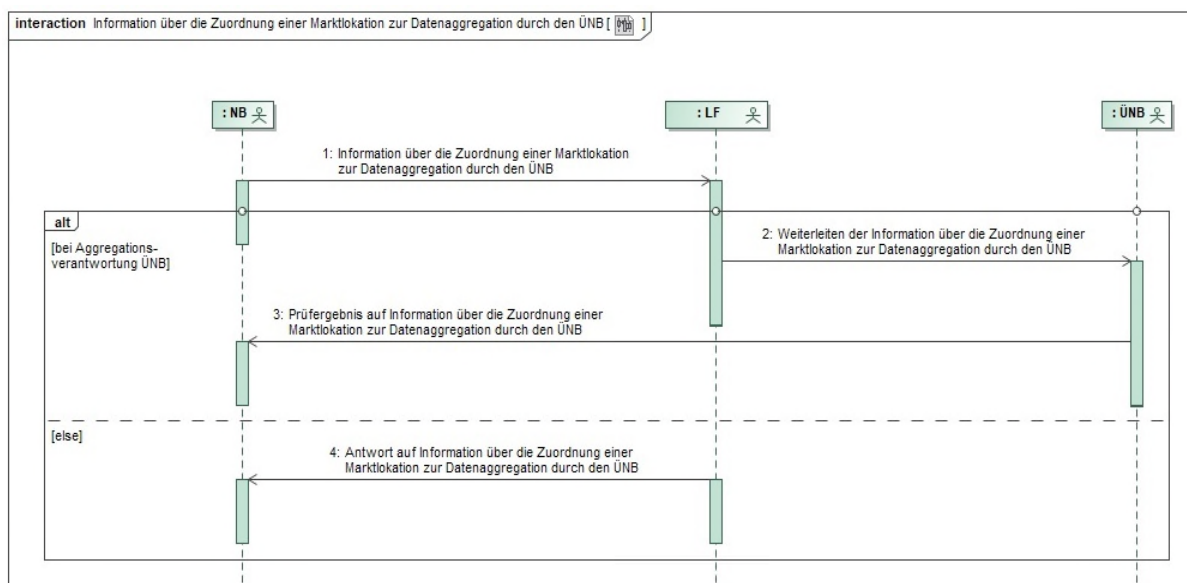 interaction Information über die Zuordnung einer Marktlokation zur Datenaggregation durch den ÜNB [ ]
: NB
: LF
: ÜNB
1: Information über die Zuordnung einer Marktlokation
zur Datenaggregation durch den ÜNB
alt
[bei Aggregations-
verantwortung ÜNB]
2: Weiterleiten der Information über die Zuordnung einer
Marktlokation zur Datenaggregation durch den ÜNB
3: Prüfergebnis auf Information über die Zuordnung einer
Marktlokation zur Datenaggregation durch den ÜNB
[else]
4: Antwort auf Information über die Zuordnung einer
Marktlokation zur Datenaggregation durch den ÜNB